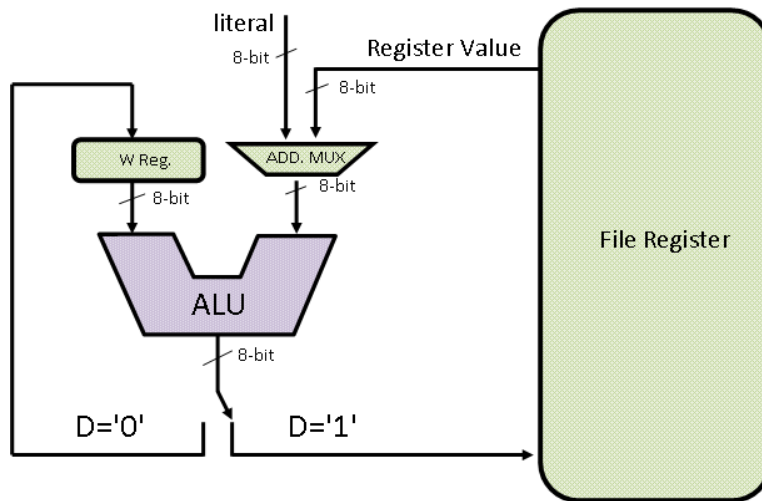 literal
8-bit
Register Value
8-bit
W Reg.
ADD. MUX
8-bit
8-bit
File Register
ALU
8-bit
D='0'
D='1'